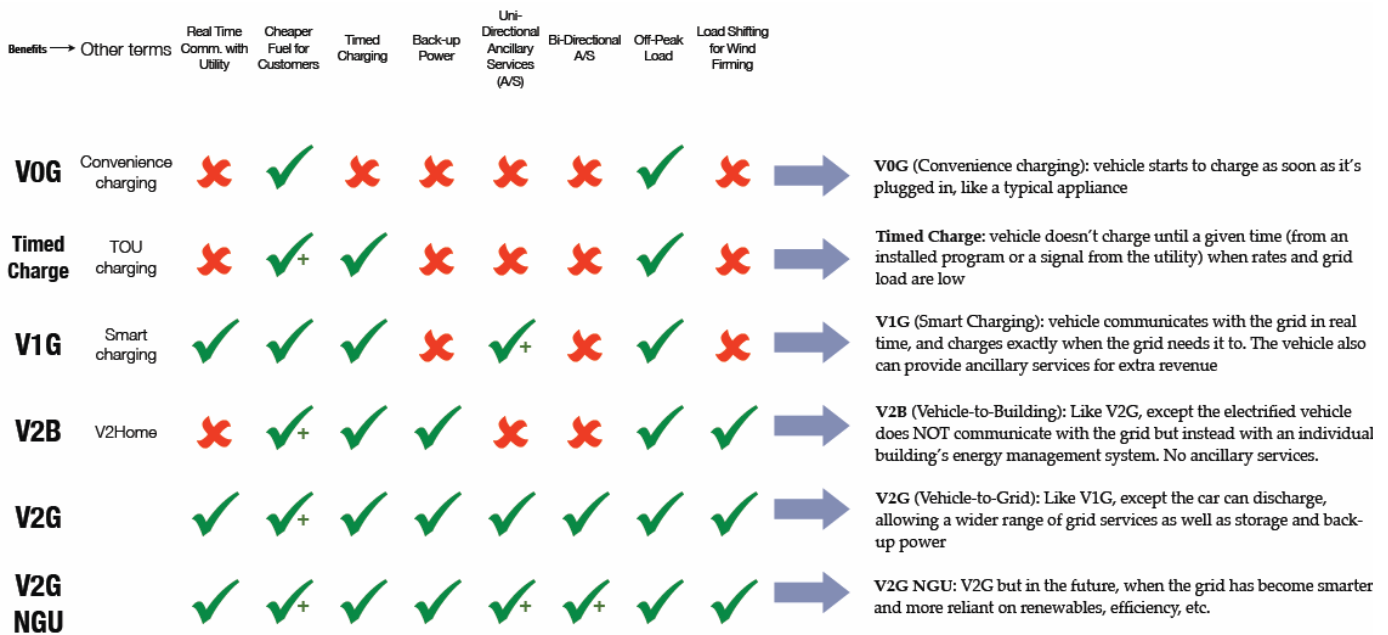 Benefits → Other terms
Real Time
Comm. with
Utility
Cheaper
Fuel for
Customers
Timed
Charging
Back-up
Power
Uni-
Directional
Ancillary
Services
(A/S)
Bi-Directional
A/S
Off-Peak
Load
Load Shifting
for Wind
Firming
V0G
Convenience
charging
V0G (Convenience charging): vehicle starts to charge as soon as it's
plugged in, like a typical appliance
Timed
Charge
TOU
charging
+
Timed Charge: vehicle doesn't charge until a given time (from an
installed program or a signal from the utility) when rates and grid
load are low
V1G
Smart
charging
+
V1G (Smart Charging): vehicle communicates with the grid in real
time, and charges exactly when the grid needs it to. The vehicle also
can provide ancillary services for extra revenue
V2B
V2Home
+
V2B (Vehicle-to-Building): Like V2G, except the electrified vehicle
does NOT communicate with the grid but instead with an individual
building's energy management system. No ancillary services.
V2G
+
V2G (Vehicle-to-Grid): Like V1G, except the car can discharge,
allowing a wider range of grid services as well as storage and back-
up power
V2G
NGU
+
+
+
V2G NGU: V2G but in the future, when the grid has become smarter
and more reliant on renewables, efficiency, etc.